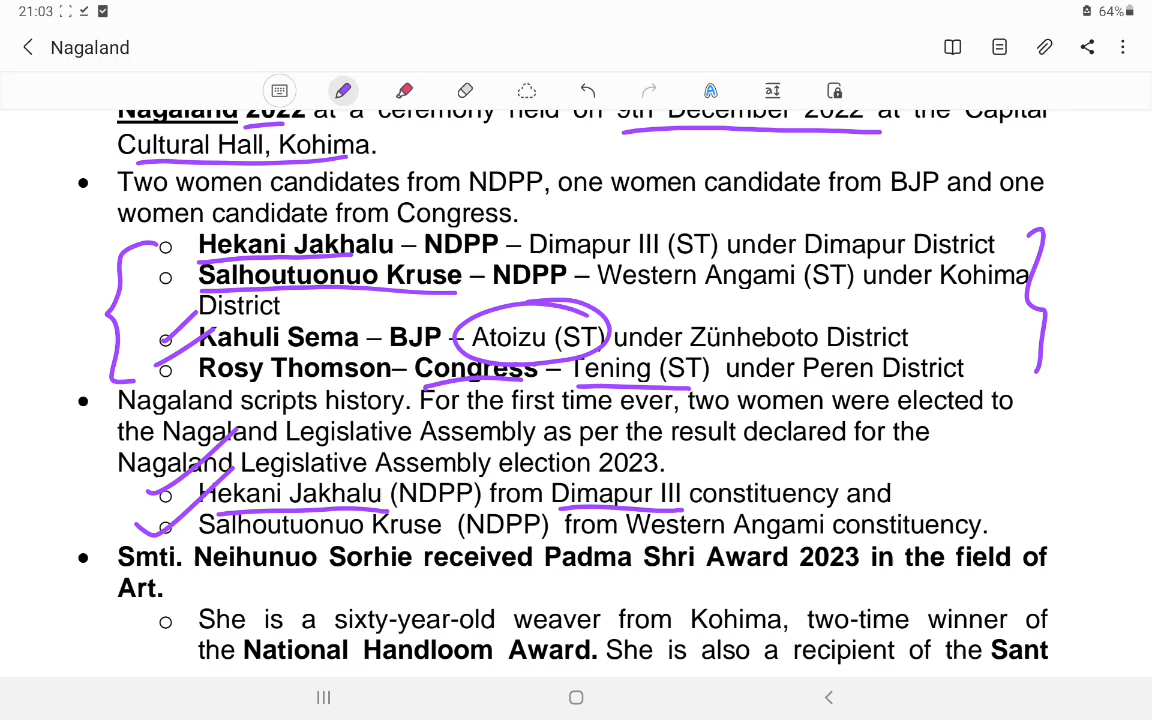 21:03 64%
Nagaland
Nagaland 2022 at a ceremony held on 9th December 2022 at the Capital
Cultural Hall, Kohima.
• Two women candidates from NDPP, one women candidate from BJP and one
women candidate from Congress.
o Hekani Jakhalu – NDPP – Dimapur III (ST) under Dimapur District
o Salhoutuonuo Kruse – NDPP – Western Angami (ST) under Kohima
District
o Kahuli Sema – BJP – Atoizu (ST) under Zünheboto District
o Rosy Thomson– Congress – Tening (ST) under Peren District
• Nagaland scripts history. For the first time ever, two women were elected to
the Nagaland Legislative Assembly as per the result declared for the
Nagaland Legislative Assembly election 2023.
o Hekani Jakhalu (NDPP) from Dimapur III constituency and
o Salhoutuonuo Kruse (NDPP) from Western Angami constituency.
• Smti. Neihunuo Sorhie received Padma Shri Award 2023 in the field of
Art.
o She is a sixty-year-old weaver from Kohima, two-time winner of
the National Handloom Award. She is also a recipient of the Sant